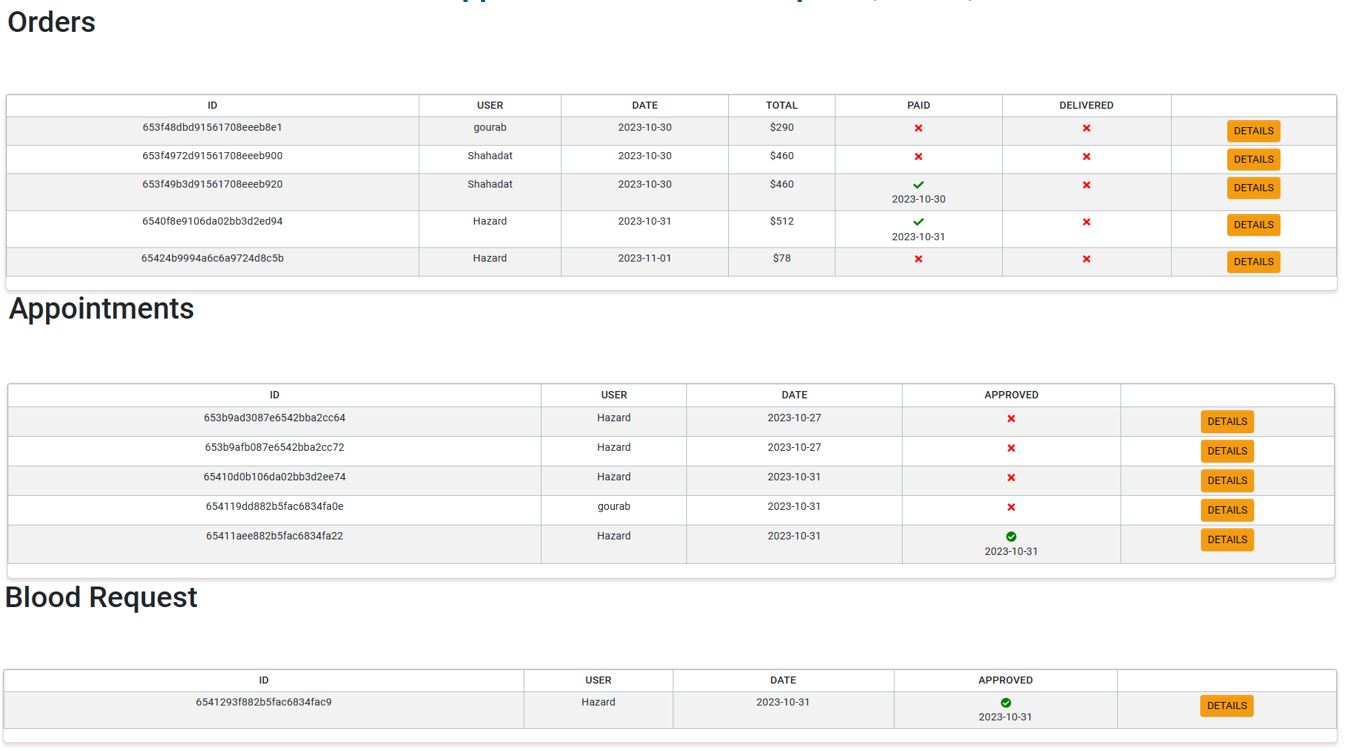 Orders
ID USER DATE TOTAL PAID DELIVERED
653f48dbd91561708eeeb8e1 gourab 2023-10-30 $290 DETAILS
653f4972d91561708eeeb900 Shahadat 2023-10-30 $460 DETAILS
653f49b3d91561708eeeb920 Shahadat 2023-10-30 $460 DETAILS
2023-10-30
6540f8e9106da02bb3d2ed94 Hazard 2023-10-31 $512 DETAILS
2023-10-31
65424b9994a6c6a9724d8c5b Hazard 2023-11-01 $78 DETAILS
Appointments
ID USER DATE APPROVED
653b9ad3087e6542bba2cc64 Hazard 2023-10-27 DETAILS
653b9afb087e6542bba2cc72 Hazard 2023-10-27 DETAILS
65410d0b106da02bb3d2ee74 Hazard 2023-10-31 DETAILS
654119dd882b5fac6834fa0e gourab 2023-10-31 DETAILS
65411aee882b5fac6834fa22 Hazard 2023-10-31 DETAILS
2023-10-31
Blood Request
ID USER DATE APPROVED
6541293f882b5fac6834fac9 Hazard 2023-10-31 DETAILS
2023-10-31